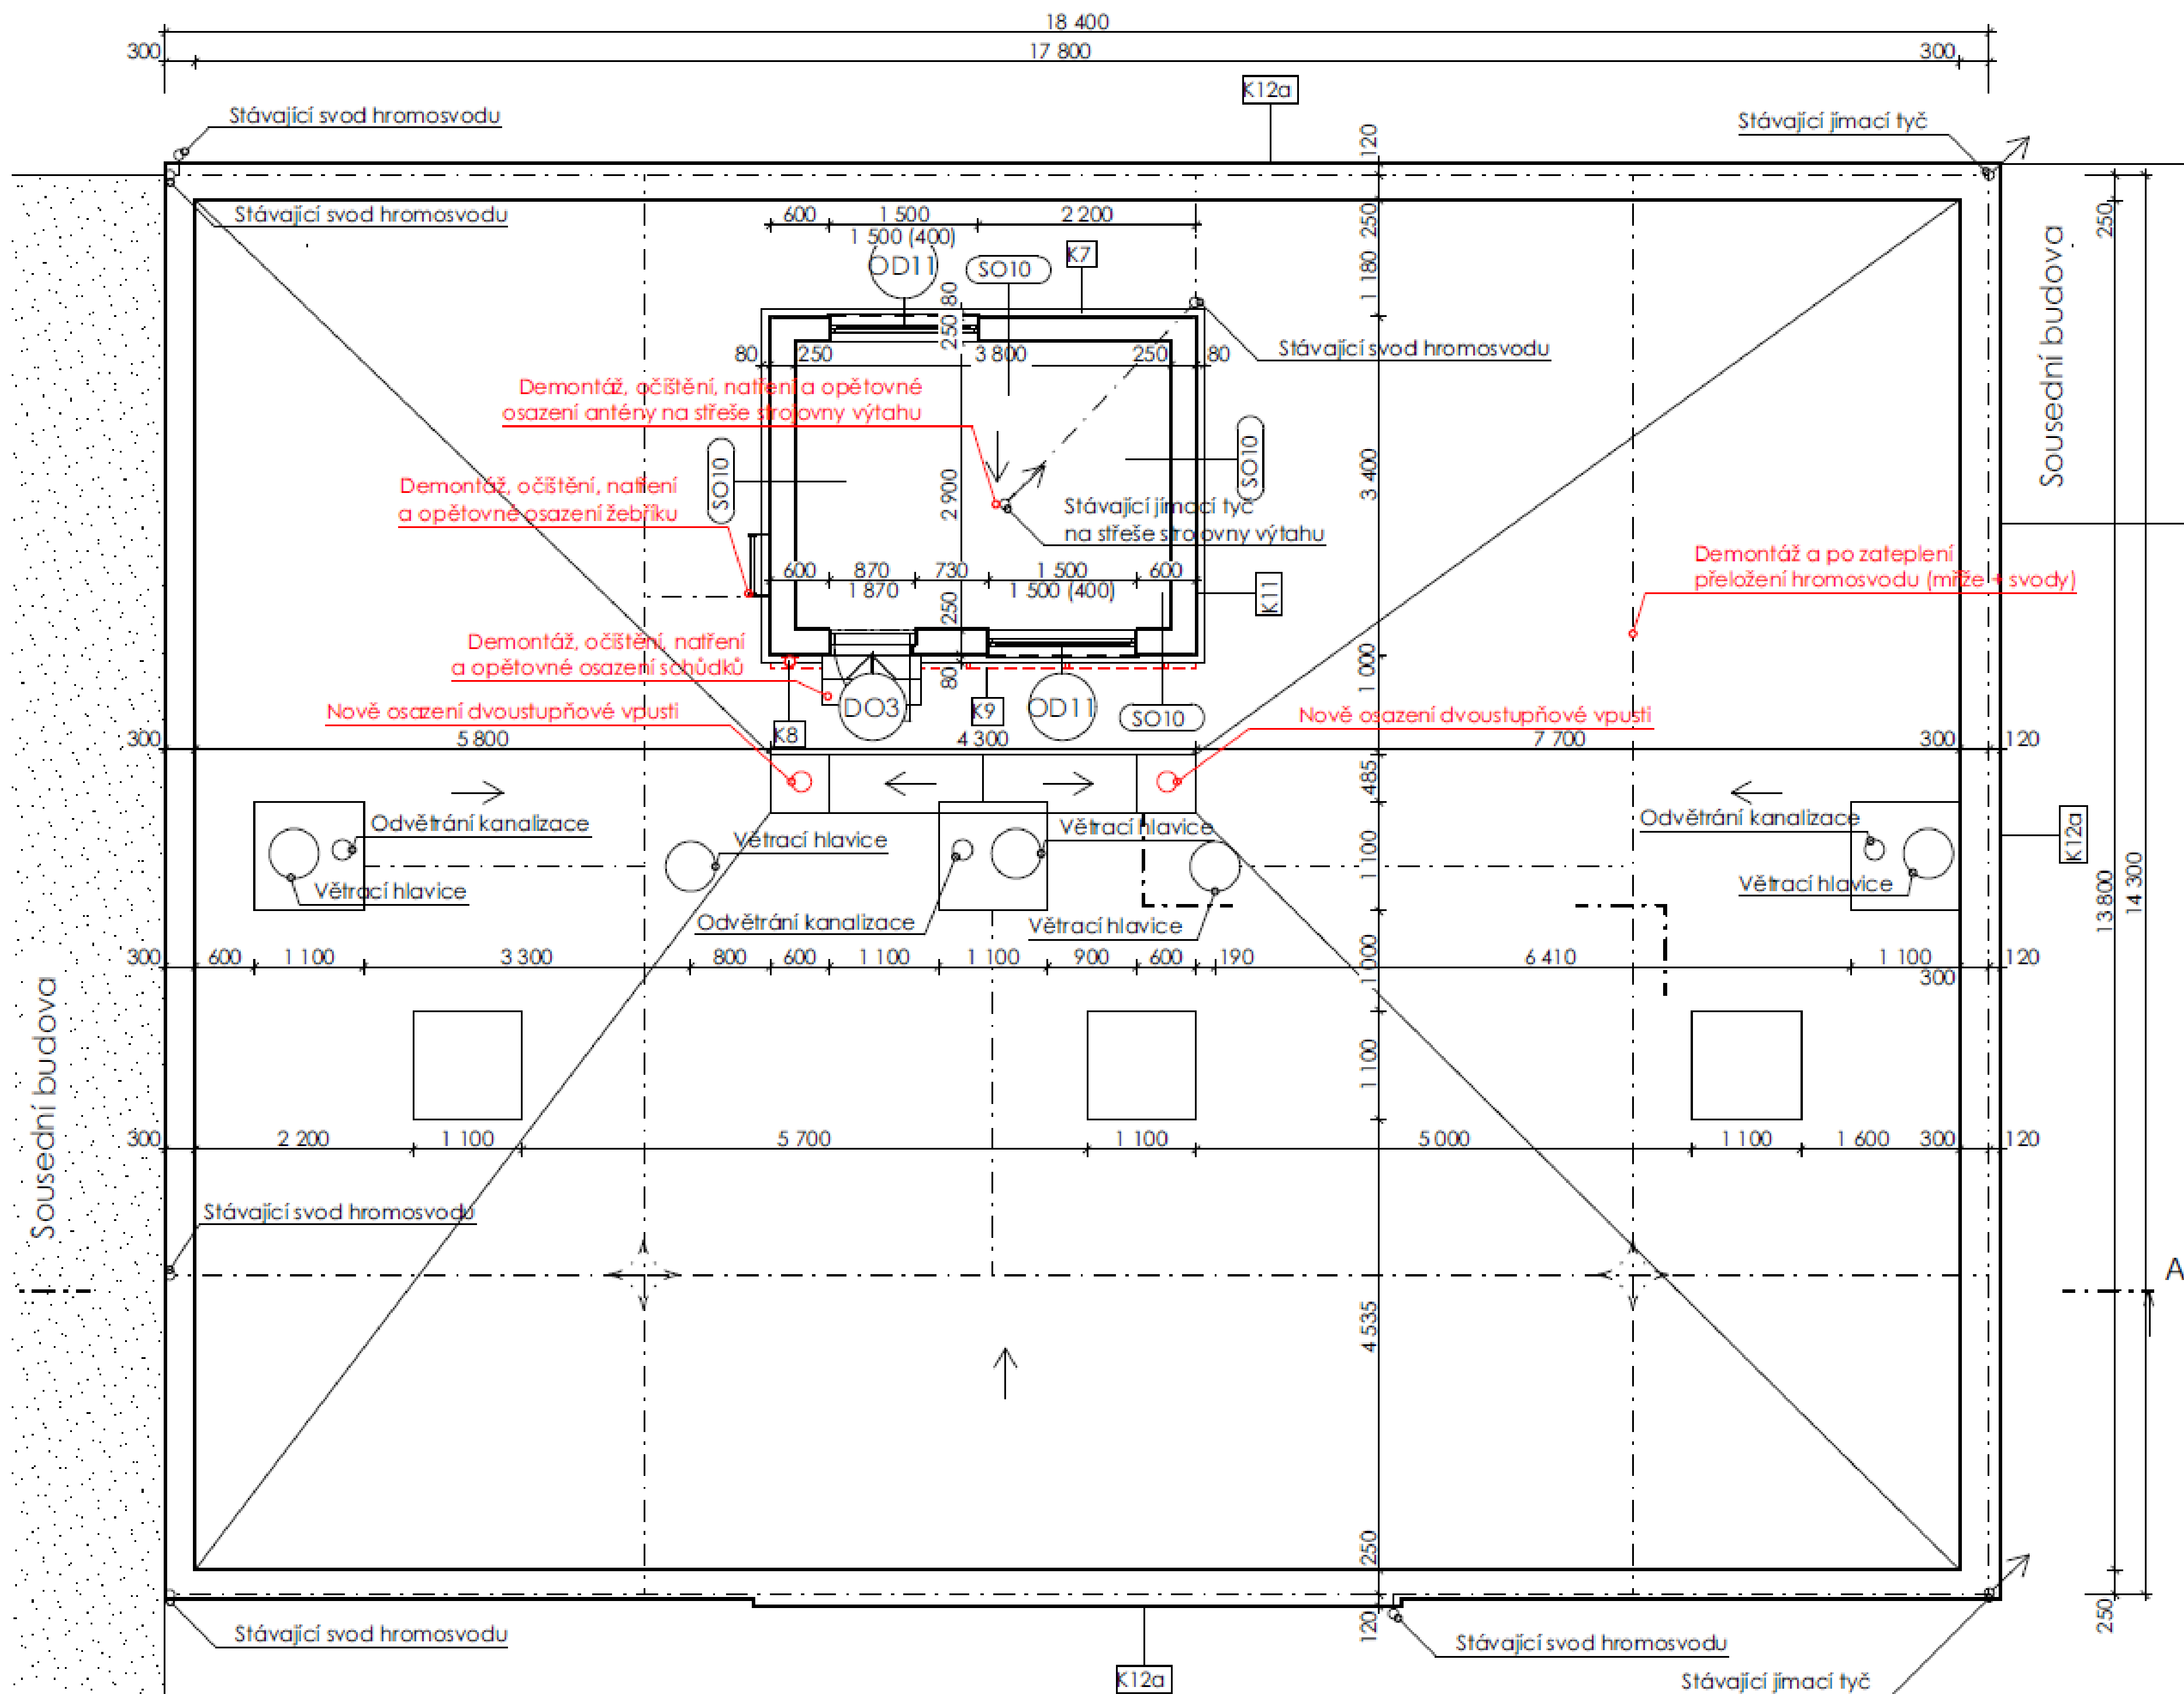 18 400
300
17 800
300
K12a
Stávající svod hromosvodu
Stávající jímací tyč
120
Stávající svod hromosvodu
600
1 500
2 200
1 500 (400)
OD11
SO10
K7
250
1 180
250
Sousední budova
80
250
80
250
3 800
250
80
Stávající svod hromosvodu
Demontáž, očištění, natření a opětovné
osazení antény na střeše strojovny výtahu
SO10
SO10
Demontáž, očištění, natření
a opětovné osazení žebříku
2 900
3 400
Stávající jímací tyč
na střeše strojovny výtahu
Demontáž a po zateplení
přeložení hromosvodu (mříže + svody)
600
870
730
1 500
600
1 870
1 500 (400)
K11
250
Demontáž, očištění, natření
a opětovné osazení schůdků
80
1 000
DO3
K9
OD11
SO10
Nově osazení dvoustupňové vpusti
Nově osazení dvoustupňové vpusti
K8
300
5 800
4 300
7 700
300
120
485
Odvětrání kanalizace
Větrací hlavice
Větrací hlavice
Odvětrání kanalizace
K12a
1 100
Větrací hlavice
Větrací hlavice
Odvětrání kanalizace
Větrací hlavice
13 800
14 300
300
600
1 100
3 300
800
600
1 100
1 100
900
600
190
1 000
6 410
1 100
300
120
Sousední budova
1 100
300
2 200
1 100
5 700
1 100
5 000
1 100
1 600
300
120
Stávající svod hromosvodu
A
4 535
250
120
250
Stávající svod hromosvodu
Stávající svod hromosvodu
K12a
Stávající jímací tyč